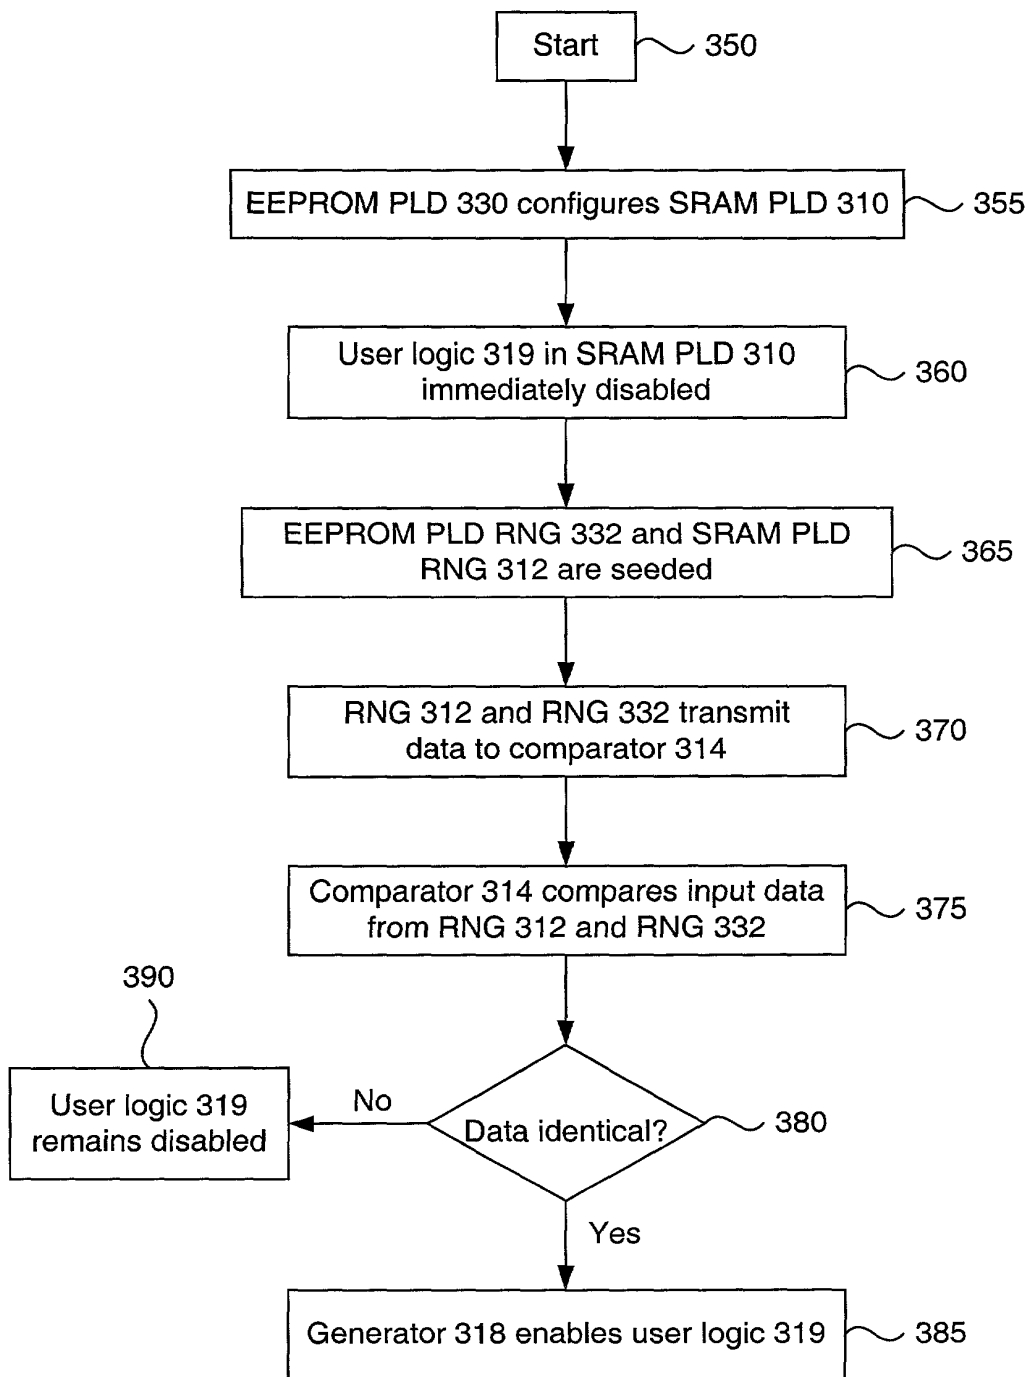 Start
350
EEPROM PLD 330 configures SRAM PLD 310
355
User logic 319 in SRAM PLD 310
immediately disabled
360
EEPROM PLD RNG 332 and SRAM PLD
RNG 312 are seeded
365
RNG 312 and RNG 332 transmit
data to comparator 314
370
Comparator 314 compares input data
from RNG 312 and RNG 332
375
390
User logic 319
remains disabled
No
Data identical?
380
Yes
Generator 318 enables user logic 319
385